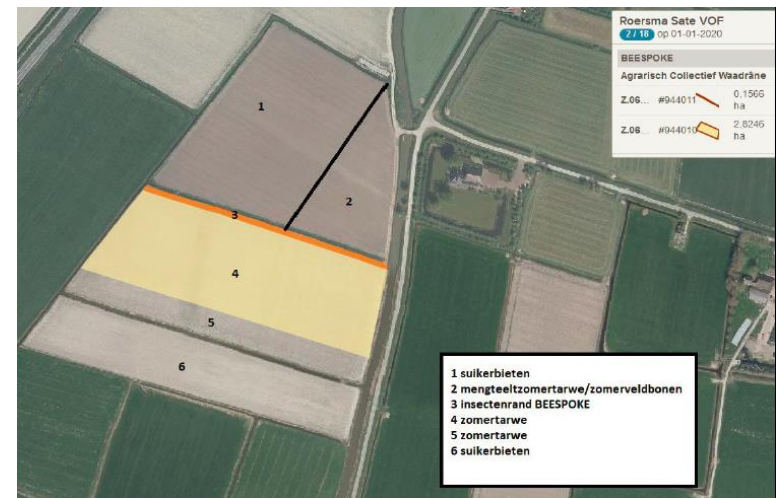 Roersma Sate VOF
2 / 18 op 01-01-2020
BEESPOKE
Agrarisch Collectief Waadrâne
Z.06... #944011 0.1566 ha
Z.06... #944010 2.8246 ha
1
2
3
4
5
6
1 suikerbieten
2 mengteeltzomertarwe/zomerveldbonen
3 insectenrand BEESPOKE
4 zomertarwe
5 zomertarwe
6 suikerbieten